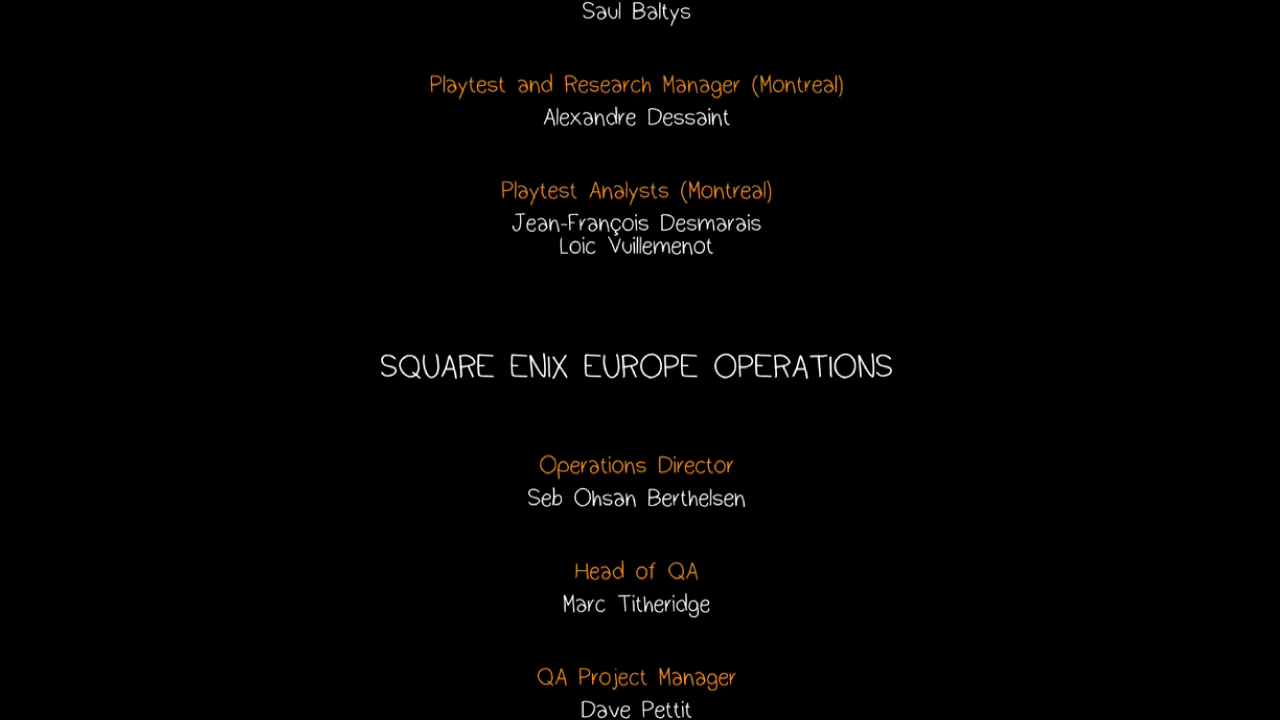 Saul Baltys
Playtest and Research Manager (Montreal)
Alexandre Dessaint
Playtest Analysts (Montreal)
Jean-François Desmarais
Loic Vuillemenot
SQUARE ENIX EUROPE OPERATIONS
Operations Director
Seb Ohsan Berthelsen
Head of QA
Marc Titheridge
QA Project Manager
Dave Pettit